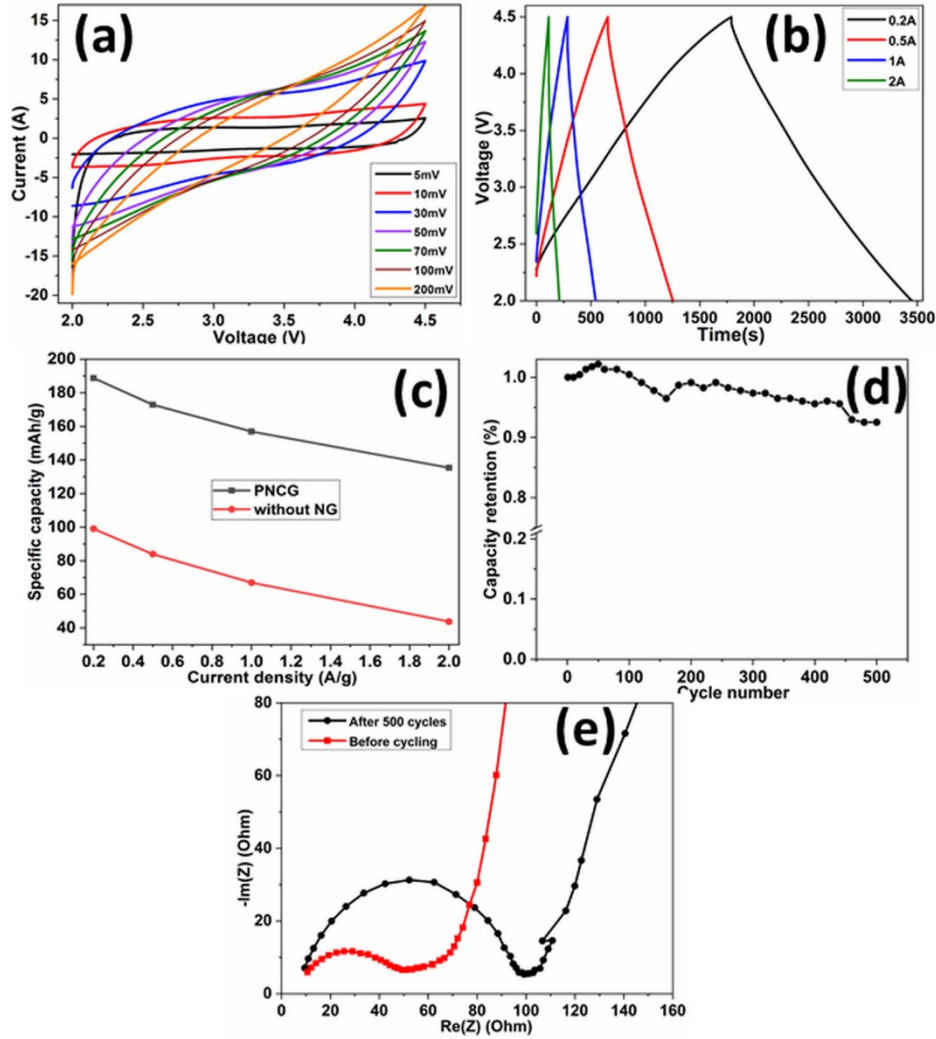 (a)
Current (A)
15
10
5
0
-5
-10
-15
-20
5mV
10mV
30mV
50mV
70mV
100mV
200mV
2.0 2.5 3.0 3.5 4.0 4.5
Voltage (V)
(b)
Voltage (V)
4.5
4.0
3.5
3.0
2.5
2.0
0.2A
0.5A
1A
2A
0 500 1000 1500 2000 2500 3000 3500
Time(s)
(c)
Specific capacity (mAh/g)
200
180
160
140
120
100
80
60
40
PNCG
without NG
0.2 0.4 0.6 0.8 1.0 1.2 1.4 1.6 1.8 2.0
Current density (A/g)
(d)
Capacity retention (%)
1.0
0.9
0.8
0.2
0.1
0.0
0 100 200 300 400 500
Cycle number
(e)
-Im(Z) (Ohm)
80
60
40
20
0
After 500 cycles
Before cycling
0 20 40 60 80 100 120 140 160
Re(Z) (Ohm)